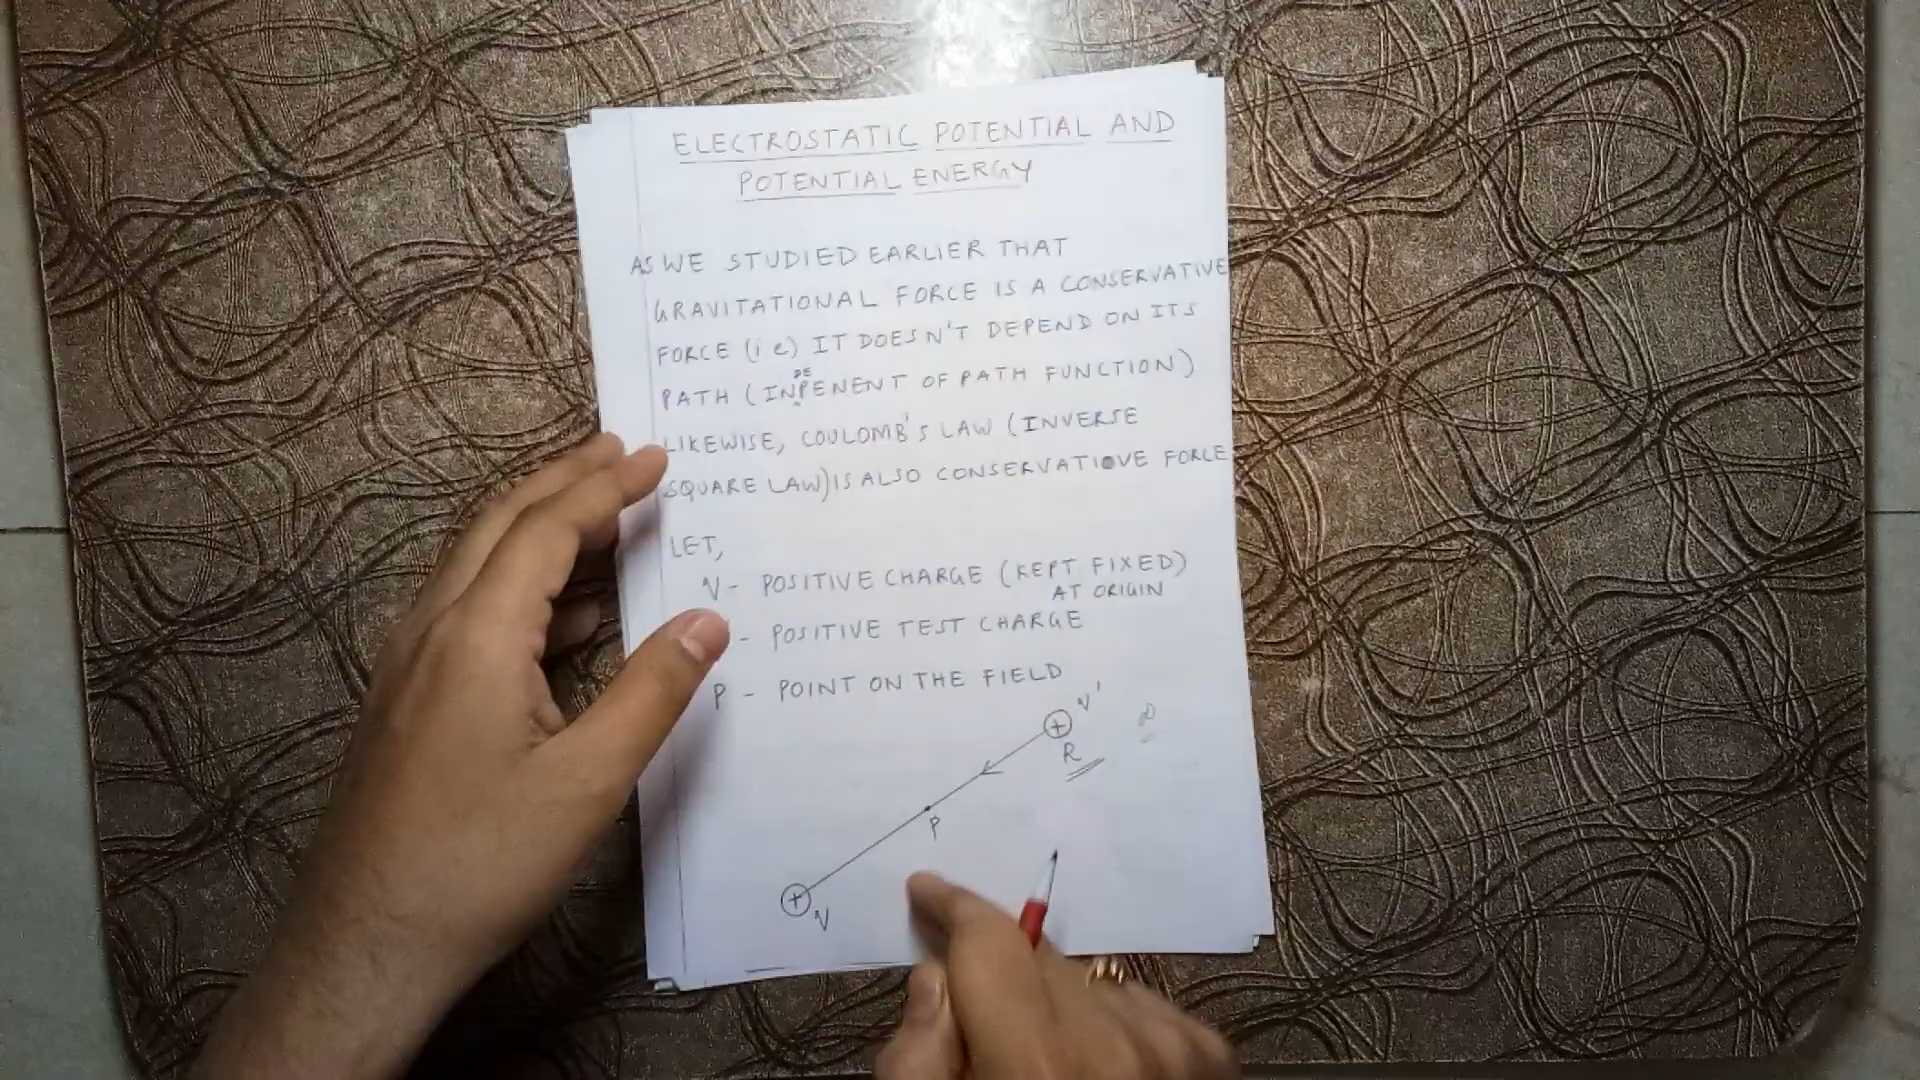 ELECTROSTATIC POTENTIAL AND
POTENTIAL ENERGY
AS WE STUDIED EARLIER THAT
GRAVITATIONAL FORCE IS A CONSERVATIVE
FORCE (i e) IT DOESN'T DEPEND ON ITS
DE
PATH (INPENENT OF PATH FUNCTION)
LIKEWISE, COULOMB'S LAW (INVERSE
SQUARE LAW) IS ALSO CONSERVATIVE FORCE
LET,
V - POSITIVE CHARGE (KEPT FIXED)
AT ORIGIN
- POSITIVE TEST CHARGE
P - POINT ON THE FIELD
+ V'
R
∞
P
+ V